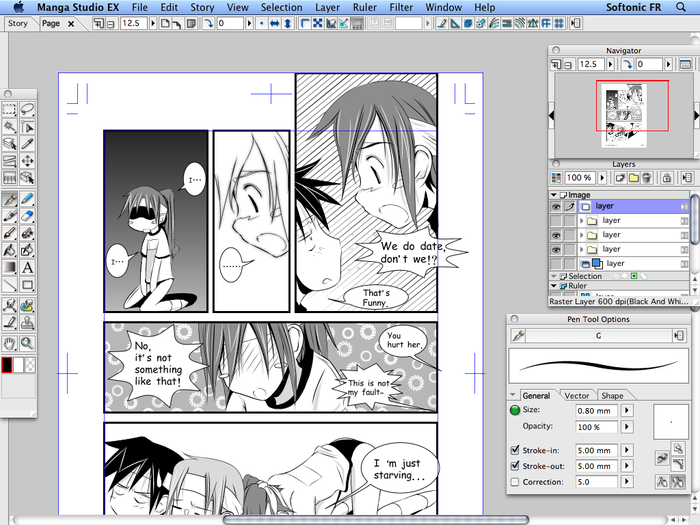 Manga Studio EX File Edit Story View Selection Layer Ruler Filter Window Help Softonic FR
Story Page 12.5 0
Navigator
12.5 0
Layers
100 %
Image
layer
layer
layer
layer
layer
Selection
Ruler
Raster Layer 600 dpi(Black And Whi...
Pen Tool Options
G
General Vector Shape
Size: 0.80 mm
Opacity: 100 %
Stroke-in: 5.00 mm
Stroke-out: 5.00 mm
Correction: 5.0
I...
I...
......
We do date,
don't we!?
That's
Funny.
No,
it's not
something
like that!
You
hurt her.
This is not
my fault-
I 'm just
starving...